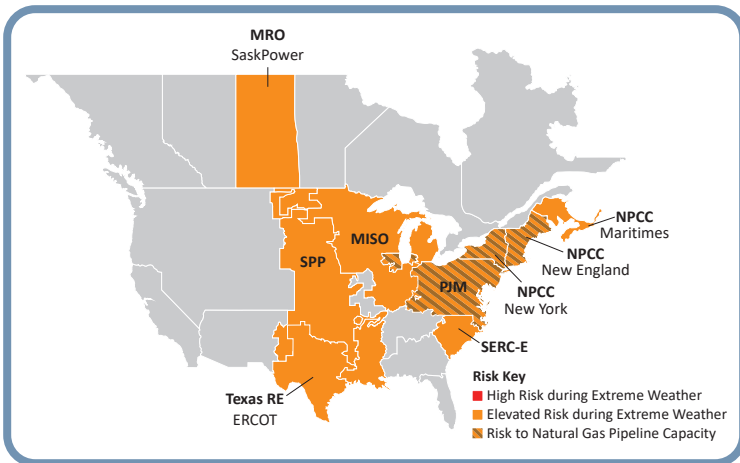 MRO
SaskPower
MISO
SPP
PJM
NPCC
Maritimes
NPCC
New England
NPCC
New York
SERC-E
Texas RE
ERCOT
Risk Key
High Risk during Extreme Weather
Elevated Risk during Extreme Weather
Risk to Natural Gas Pipeline Capacity